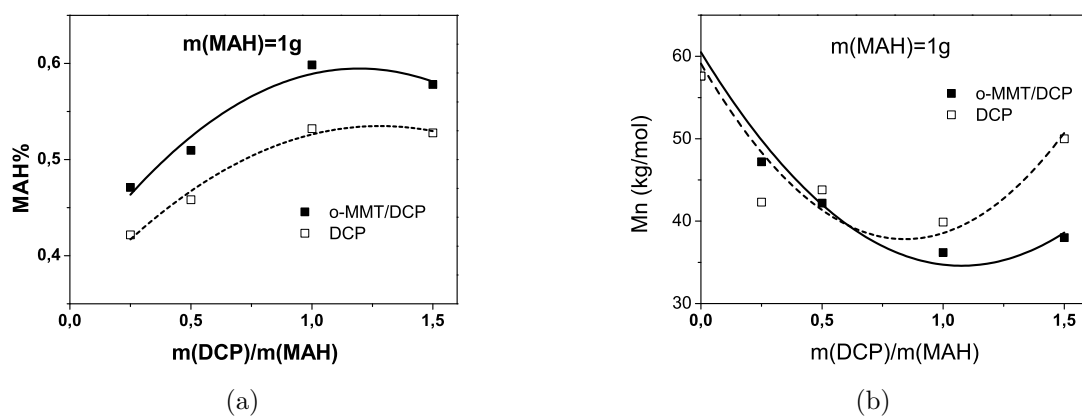 m(MAH)=1g
0,6
0,5
0,4
MAH%
o-MMT/DCP
DCP
0,0 0,5 1,0 1,5
m(DCP)/m(MAH)
(a)
m(MAH)=1g
60
50
40
30
Mn (kg/mol)
o-MMT/DCP
DCP
0,0 0,5 1,0 1,5
m(DCP)/m(MAH)
(b)